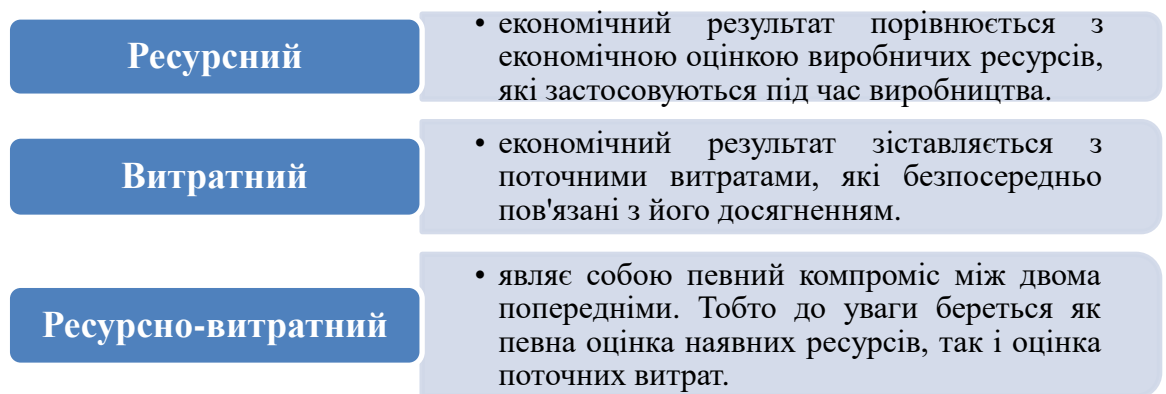 Ресурсний
• економічний результат порівнюється з
економічною оцінкою виробничих ресурсів,
які застосовуються під час виробництва.
Витратний
• економічний результат зіставляється з
поточними витратами, які безпосередньо
пов'язані з його досягненням.
Ресурсно-витратний
• являє собою певний компроміс між двома
попередніми. Тобто до уваги береться як
певна оцінка наявних ресурсів, так і оцінка
поточних витрат.